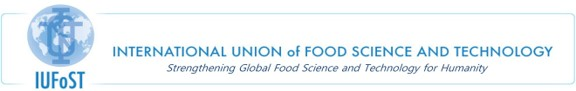 INTERNATIONAL UNION of FOOD SCIENCE AND TECHNOLOGY
Strengthening Global Food Science and Technology for Humanity
IUFoST